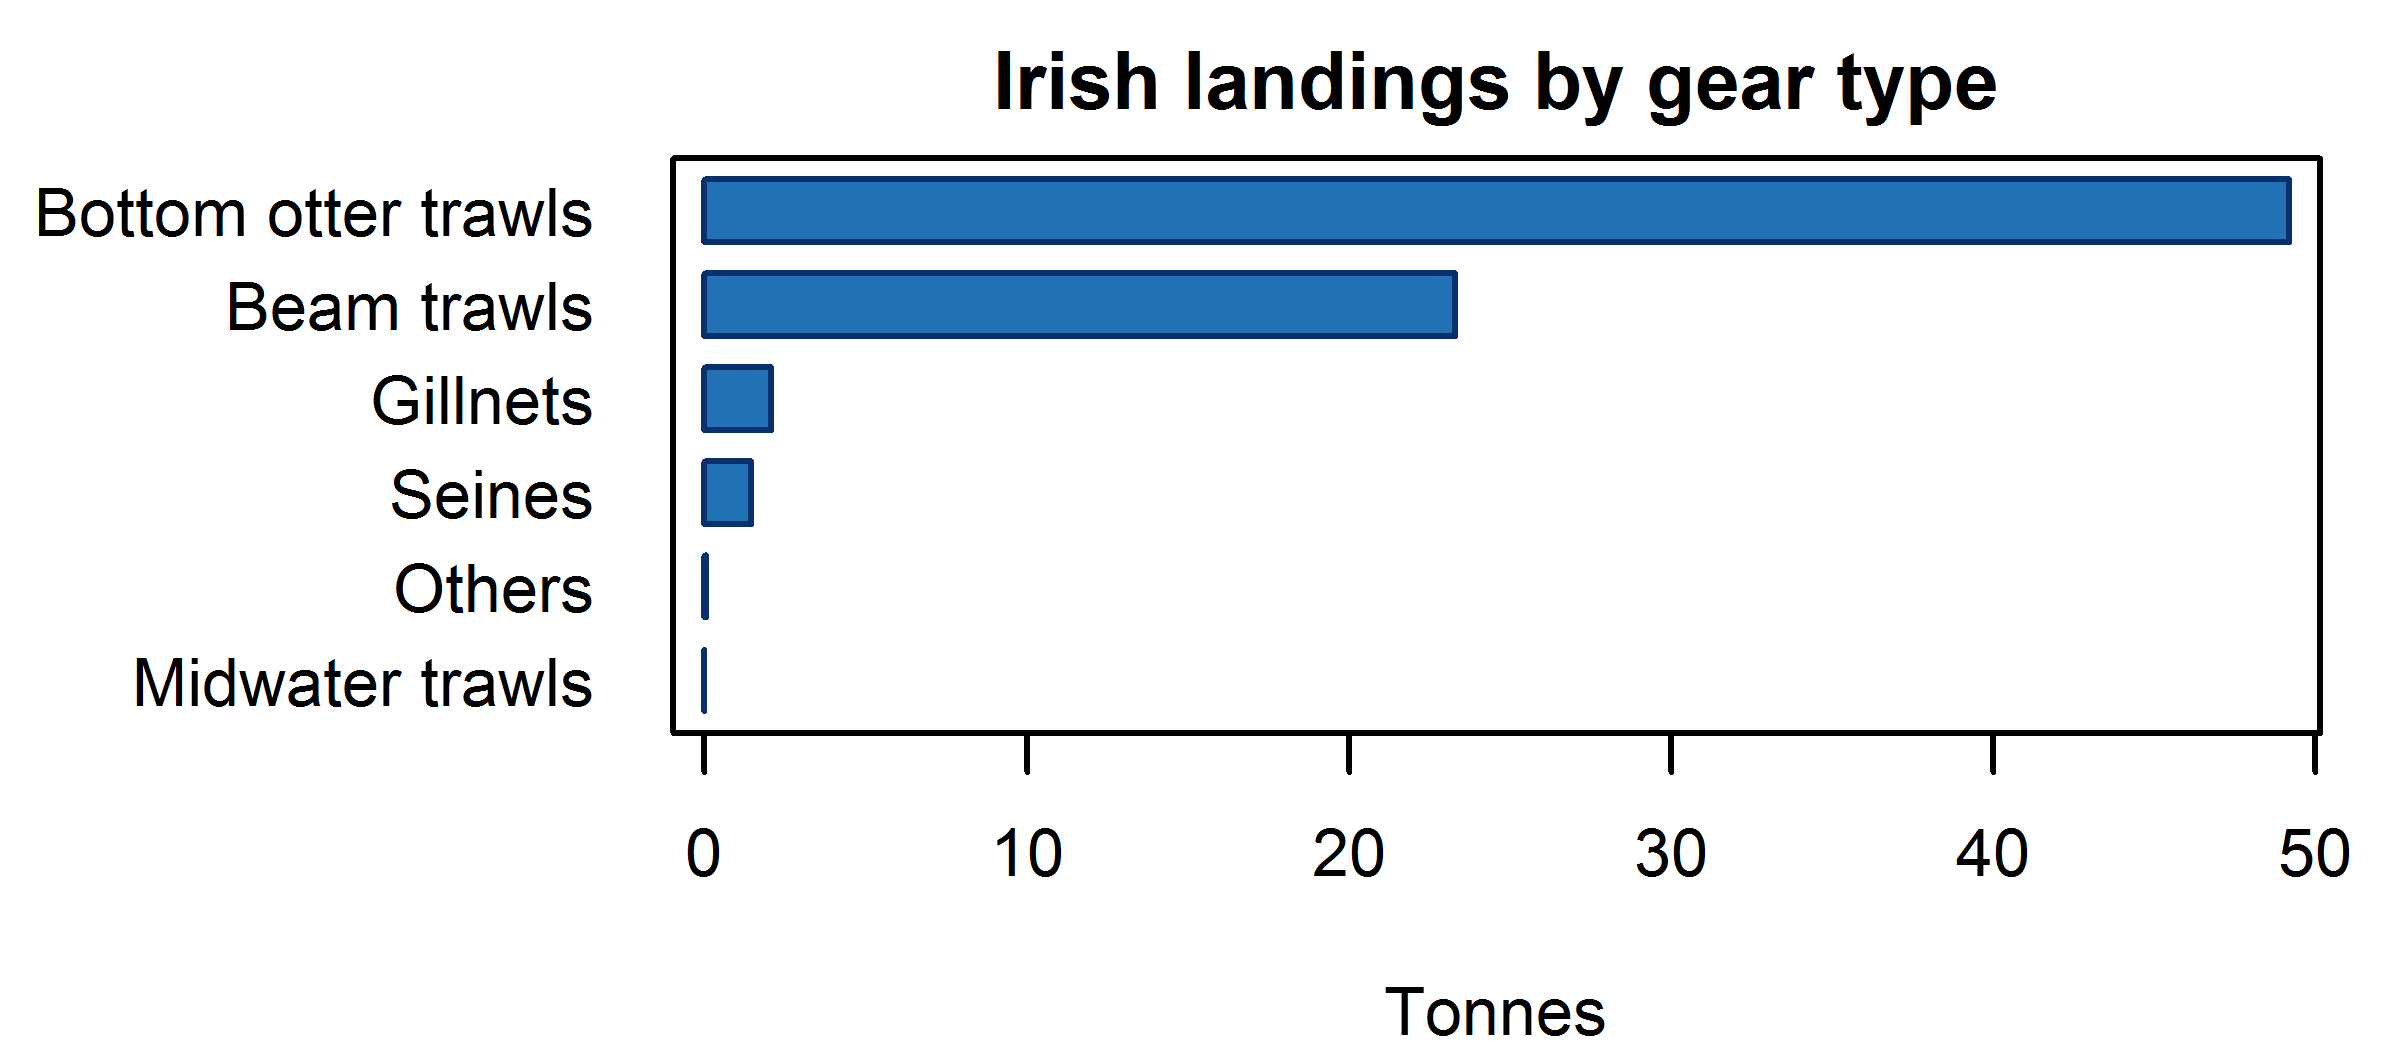 Irish landings by gear type
Bottom otter trawls
Beam trawls
Gillnets
Seines
Others
Midwater trawls
0 10 20 30 40 50
Tonnes